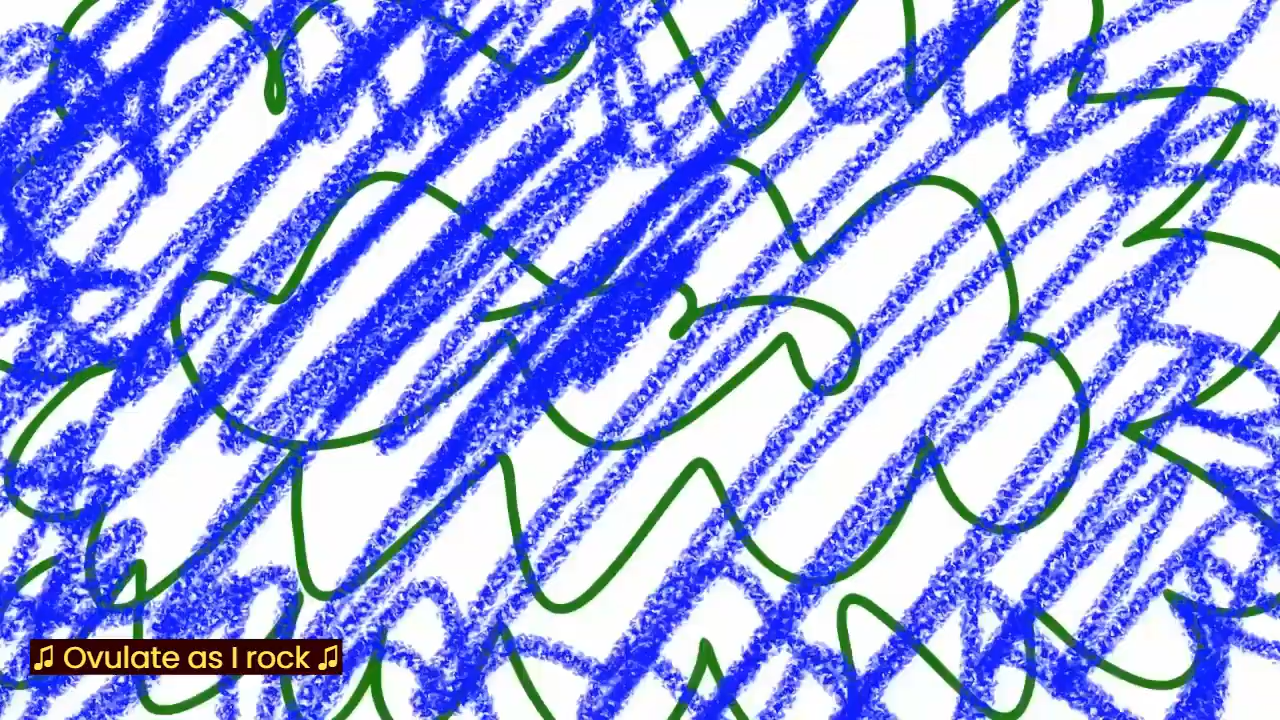 ♫ Ovulate as I rock ♫